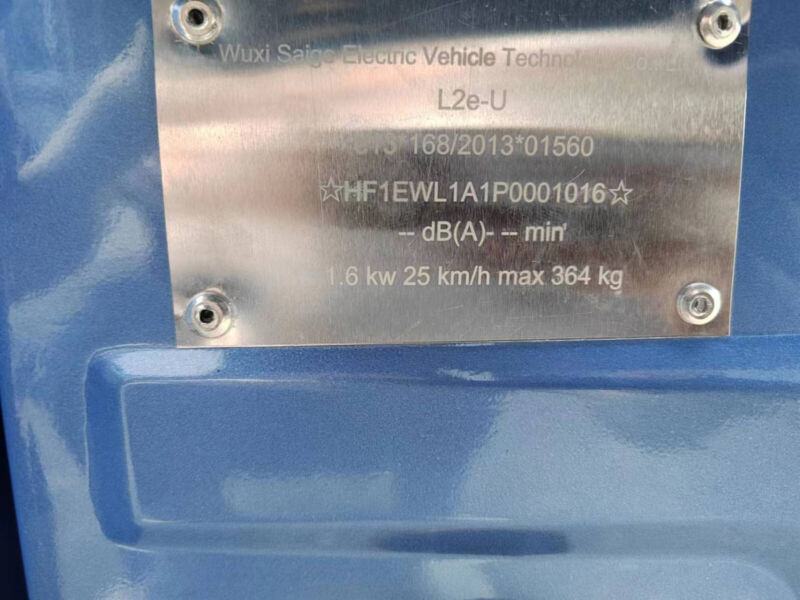 Wuxi Saige Electric Vehicle
L2e-U
168/2013*01560
☆HF1EWL1A1P0001016☆
-- dB(A)- -- min
1.6 kw 25 km/h max 364 kg